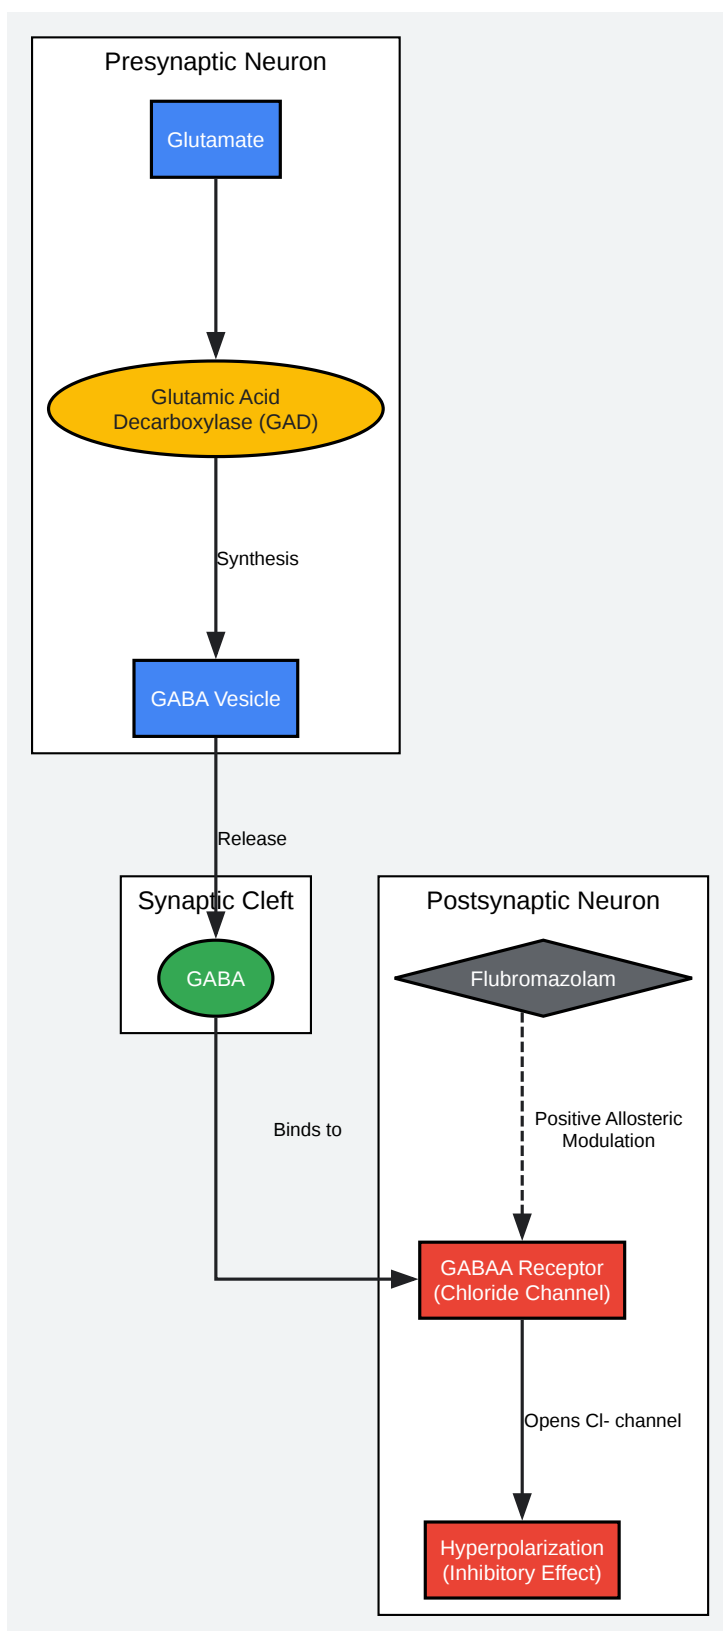 Presynaptic Neuron
Glutamate
Glutamic Acid
Decarboxylase (GAD)
Synthesis
GABA Vesicle
Release
Synaptic Cleft
GABA
Postsynaptic Neuron
Flubromazolam
Binds to
Positive Allosteric
Modulation
GABAA Receptor
(Chloride Channel)
Opens Cl- channel
Hyperpolarization
(Inhibitory Effect)